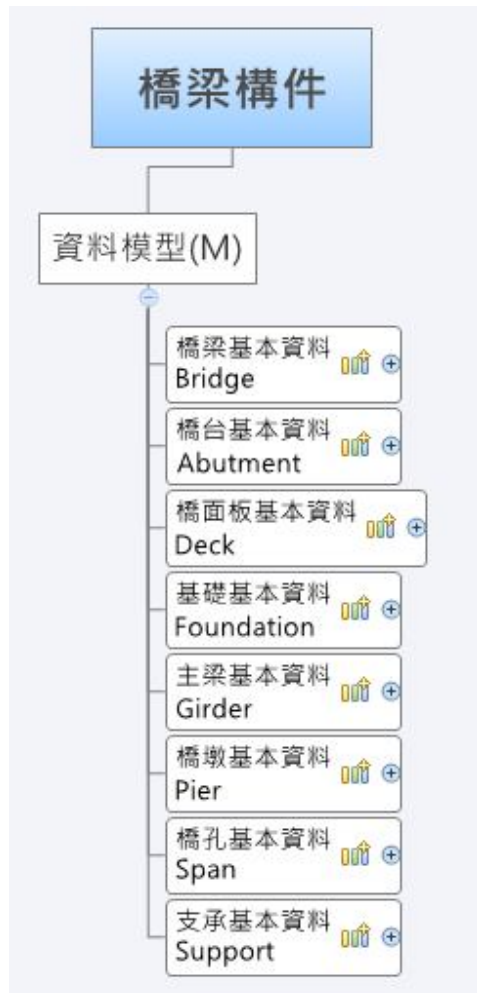 橋梁構件
資料模型(M)
橋梁基本資料
Bridge
橋台基本資料
Abutment
橋面板基本資料
Deck
基礎基本資料
Foundation
主梁基本資料
Girder
橋墩基本資料
Pier
橋孔基本資料
Span
支承基本資料
Support